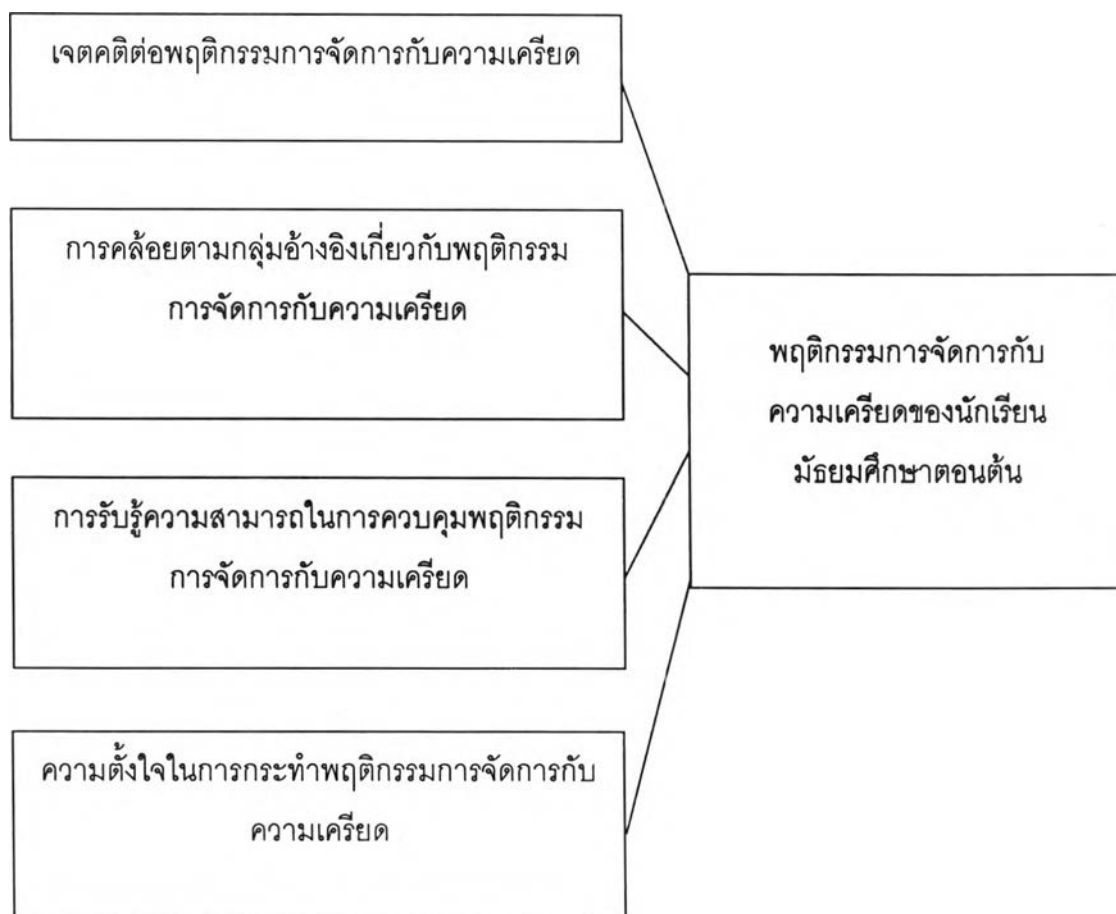 เจตคติต่อพฤติกรรมการจัดการกับความเครียด
การคล้อยตามกลุ่มอ้างอิงเกี่ยวกับพฤติกรรม
การจัดการกับความเครียด
การรับรู้ความสามารถในการควบคุมพฤติกรรม
การจัดการกับความเครียด
ความตั้งใจในการกระทำพฤติกรรมการจัดการกับ
ความเครียด
พฤติกรรมการจัดการกับ
ความเครียดของนักเรียน
มัธยมศึกษาตอนต้น